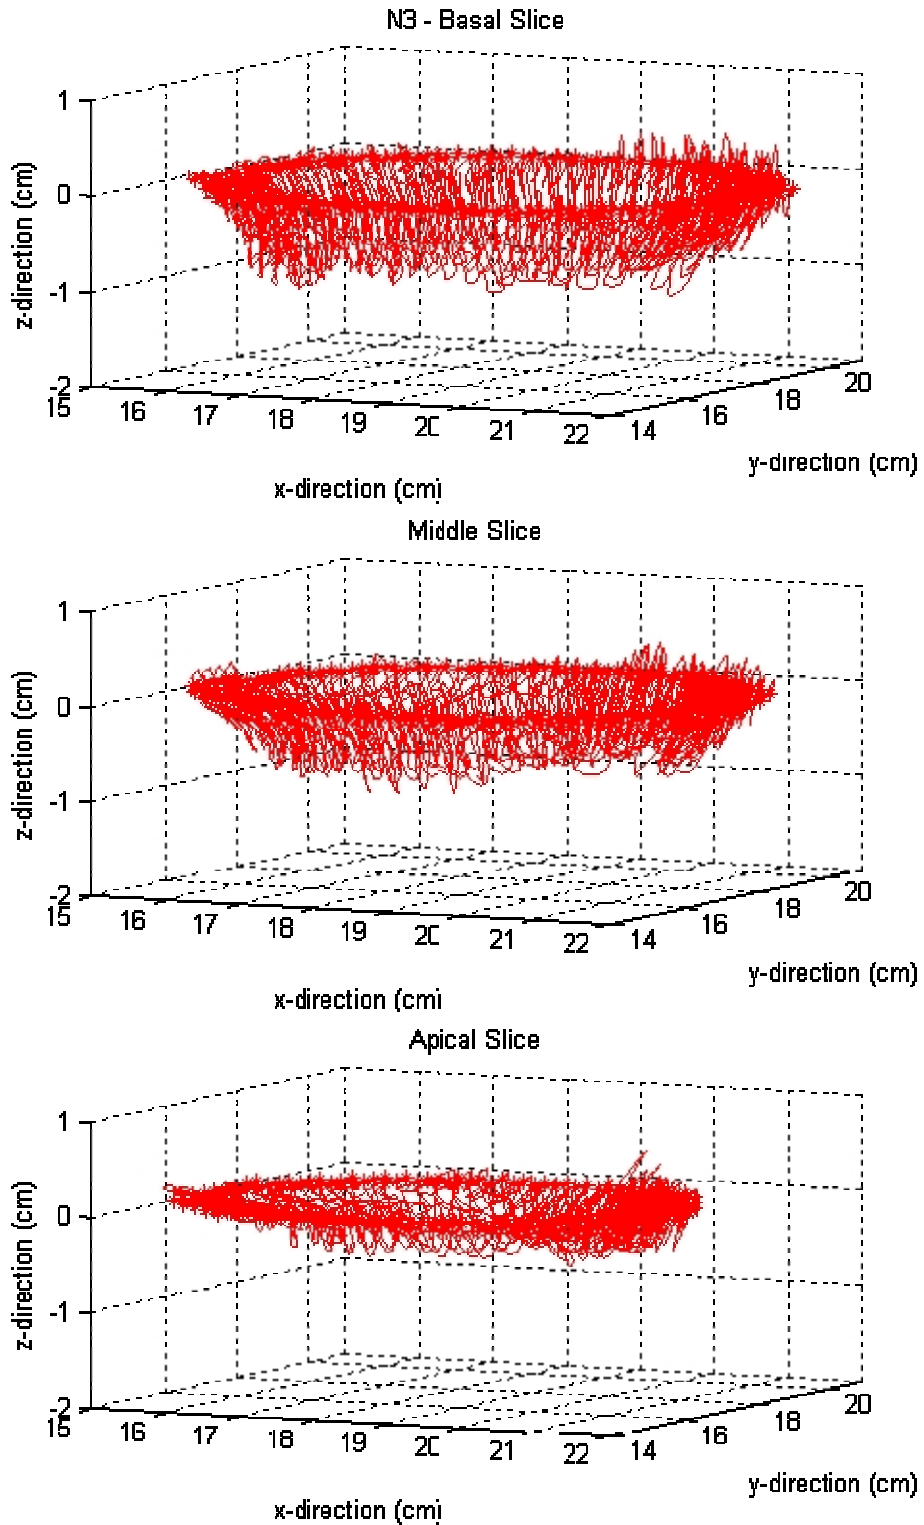 N3 - Basal Slice
1
0
-1
-2
z-direction (cm)
15 16 17 18 19 20 21 22 14 16 18 20
x-direction (cm)
y-direction (cm)
Middle Slice
1
0
-1
-2
z-direction (cm)
15 16 17 18 19 20 21 22 14 16 18 20
x-direction (cm)
y-direction (cm)
Apical Slice
1
0
-1
-2
z-direction (cm)
15 16 17 18 19 20 21 22 14 16 18 20
x-direction (cm)
y-direction (cm)